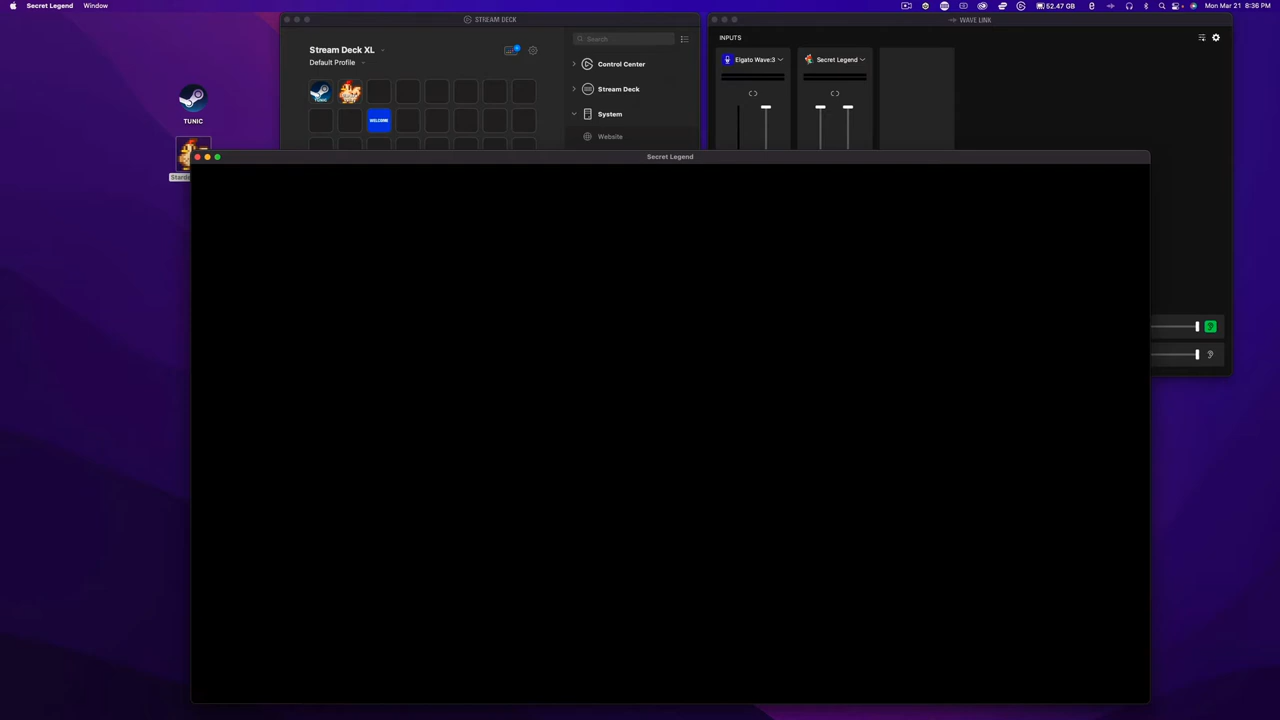 Secret Legend Window
52.47 GB Mon Mar 21 8:36 PM
STREAM DECK
Stream Deck XL
Default Profile
TUNIC
WELCOME
Search
Control Center
Stream Deck
System
Website
WAVE LINK
INPUTS
Elgato Wave:3
Secret Legend
TUNIC
Secret Legend